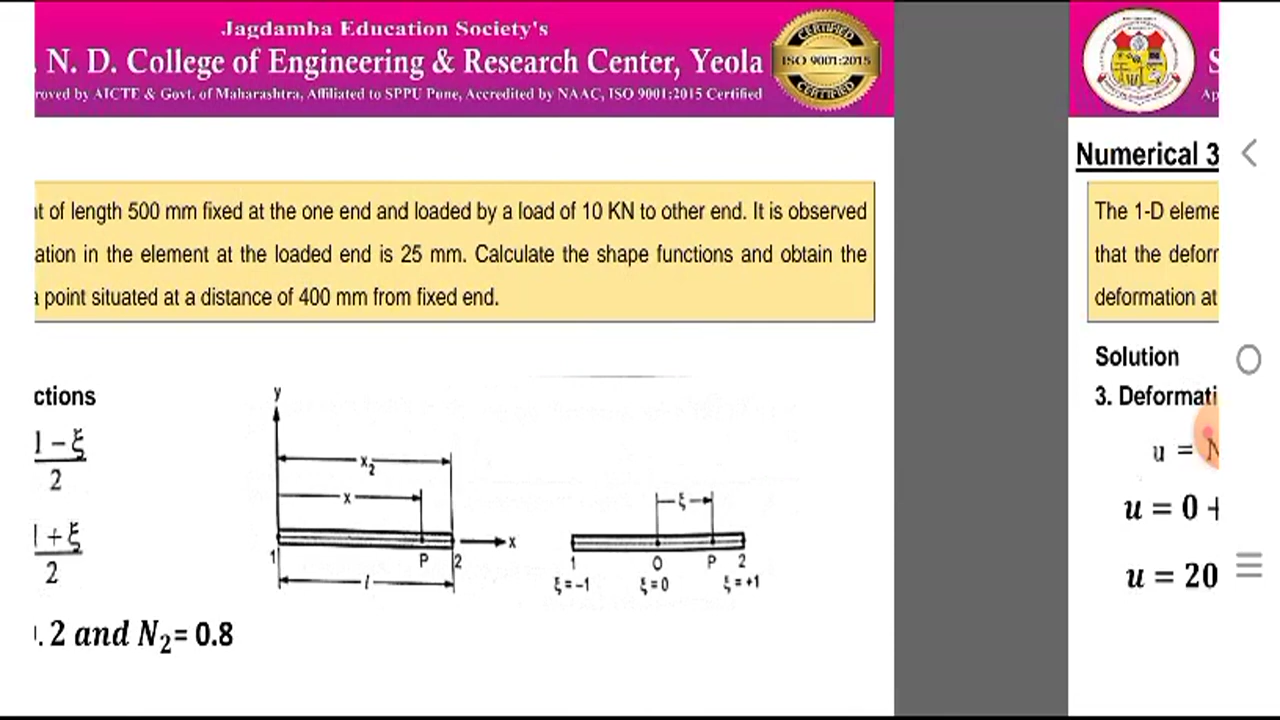 Jagdamba Education Society's
. N. D. College of Engineering & Research Center, Yeola
roved by AICTE & Govt. of Maharashtra, Affiliated to SPPU Pune, Accredited by NAAC, ISO 9001:2015 Certified
CERTIFIED
ISO 9001:2015
CERTIFIED
S
Ap
Numerical 3
nt of length 500 mm fixed at the one end and loaded by a load of 10 KN to other end. It is observed
ation in the element at the loaded end is 25 mm. Calculate the shape functions and obtain the
a point situated at a distance of 400 mm from fixed end.
The 1-D eleme
that the deforr
deformation at
ctions
1 − ξ
2
1 + ξ
2
. 2 and N₂= 0.8
y
x₂
x
x
1
P
2
l
ξ
1
O
P
2
ξ = −1
ξ = 0
ξ = +1
Solution
3. Deformati
u = N
u = 0 +
u = 20